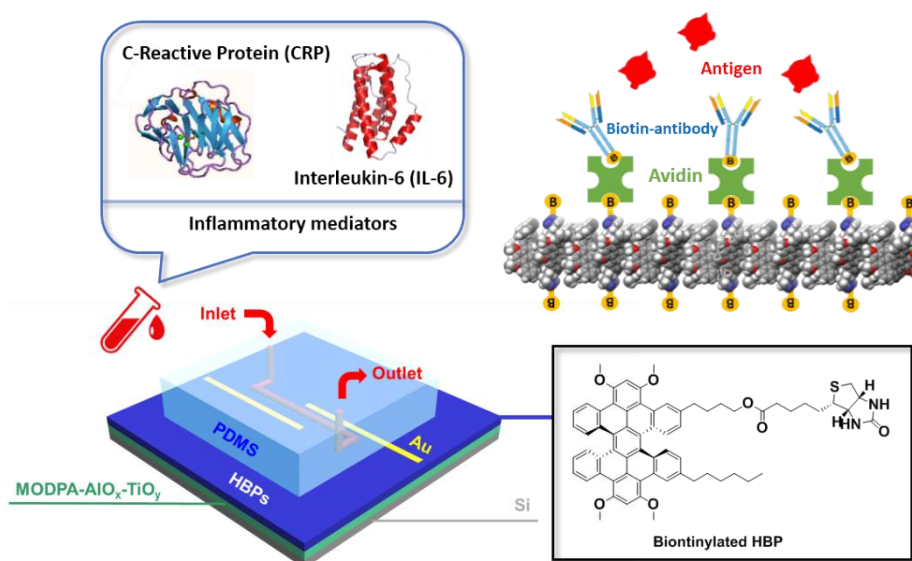 C-Reactive Protein (CRP)
Interleukin-6 (IL-6)
Inflammatory mediators
Antigen
Biotin-antibody
B
B
B
Avidin
B
B
B
B
B
B
B
B
B
B
B
B
B
B
Inlet
Outlet
PDMS
Au
HBPs
MODPA-AlOₓ-TiOᵧ
Si
O
O
S
H
NH
O
O
O
H
HN
O
O
Biontinylated HBP